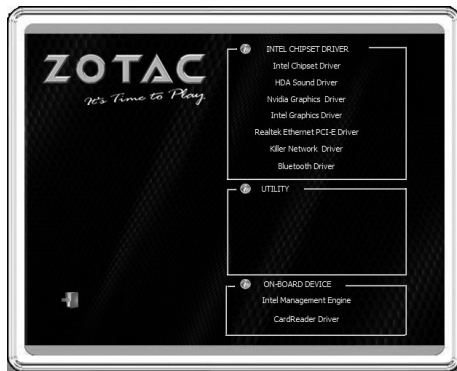 ZOTAC
It's Time to Play
INTEL CHIPSET DRIVER
Intel Chipset Driver
HDA Sound Driver
Nvidia Graphics Driver
Intel Graphics Driver
Realtek Ethernet PCI-E Driver
Killer Network Driver
Bluetooth Driver
UTILITY
ON-BOARD DEVICE
Intel Management Engine
CardReader Driver